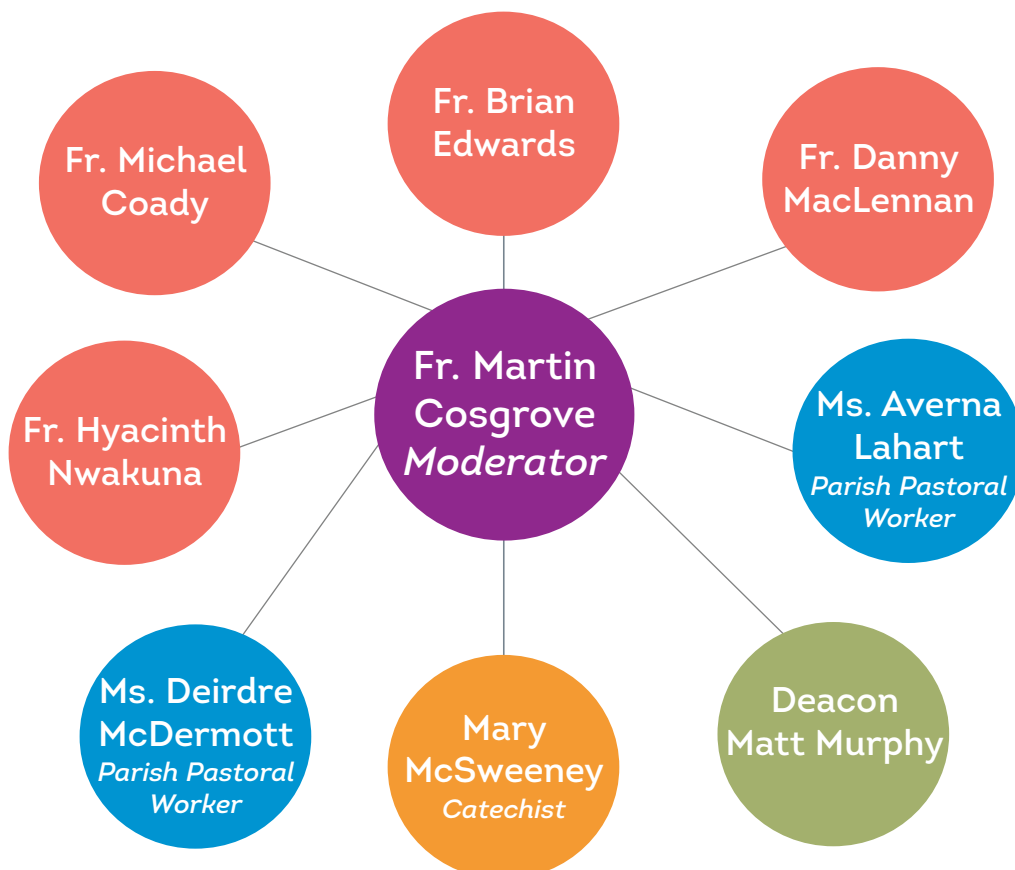 Fr. Brian
Edwards
Fr. Michael
Coady
Fr. Danny
MacLennan
Fr. Martin
Cosgrove
Moderator
Fr. Hyacinth
Nwakuna
Ms. Averna
Lahart
Parish Pastoral
Worker
Ms. Deirdre
McDermott
Parish Pastoral
Worker
Mary
McSweeney
Catechist
Deacon
Matt Murphy